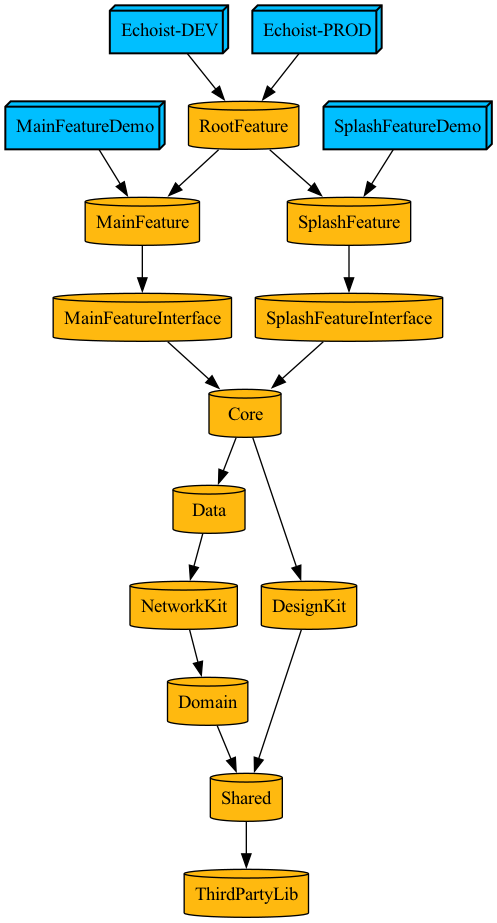 Echoist-DEV
Echoist-PROD
RootFeature
MainFeatureDemo
SplashFeatureDemo
MainFeature
SplashFeature
MainFeatureInterface
SplashFeatureInterface
Core
Data
NetworkKit
DesignKit
Domain
Shared
ThirdPartyLib